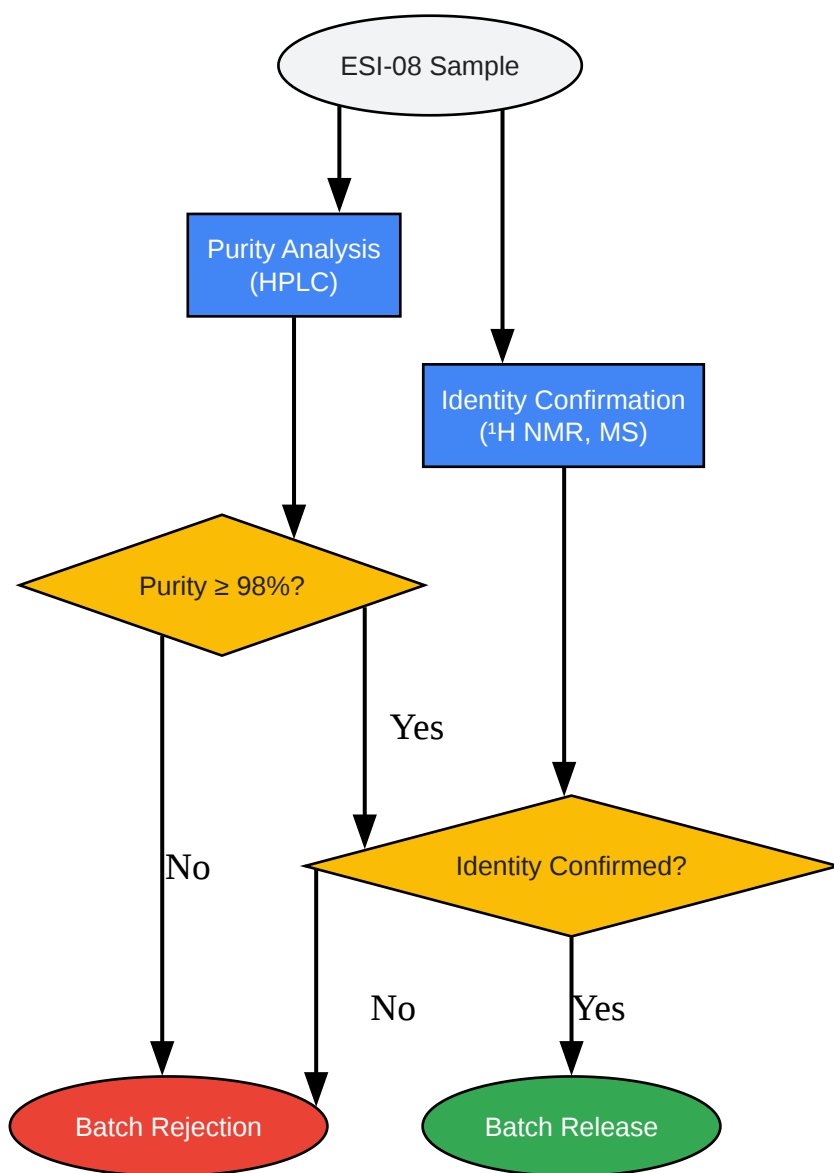 ESI-08 Sample
Purity Analysis
(HPLC)
Identity Confirmation
(¹H NMR, MS)
Purity ≥ 98%?
Yes
No
Identity Confirmed?
No
Yes
Batch Rejection
Batch Release